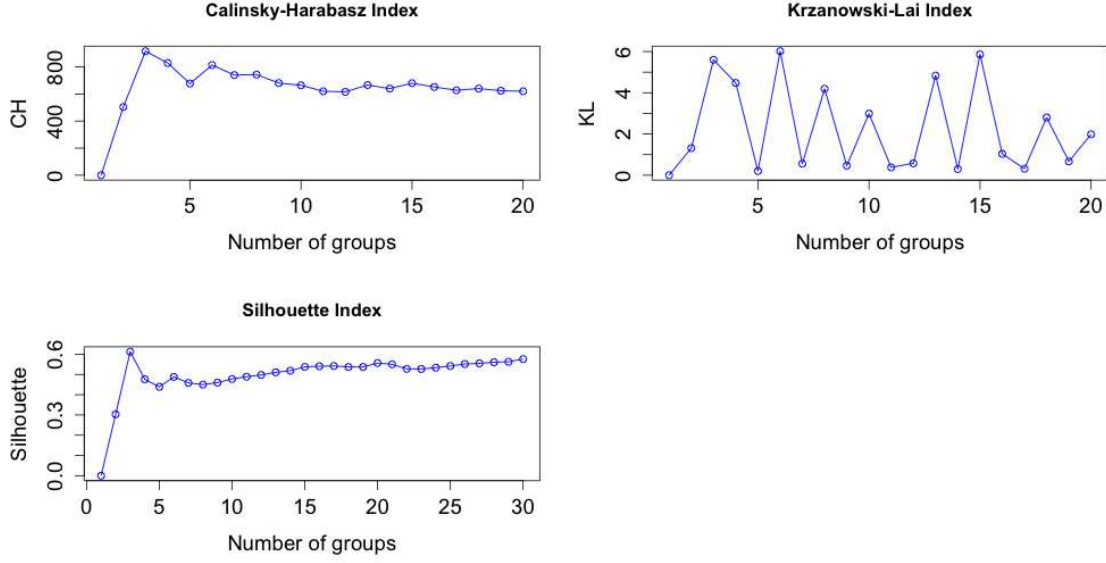 Calinsky-Harabasz Index
CH
0 400 800
5 10 15 20
Number of groups
Krzanowski-Lai Index
KL
0 2 4 6
5 10 15 20
Number of groups
Silhouette Index
Silhouette
0.0 0.3 0.6
0 5 10 15 20 25 30
Number of groups